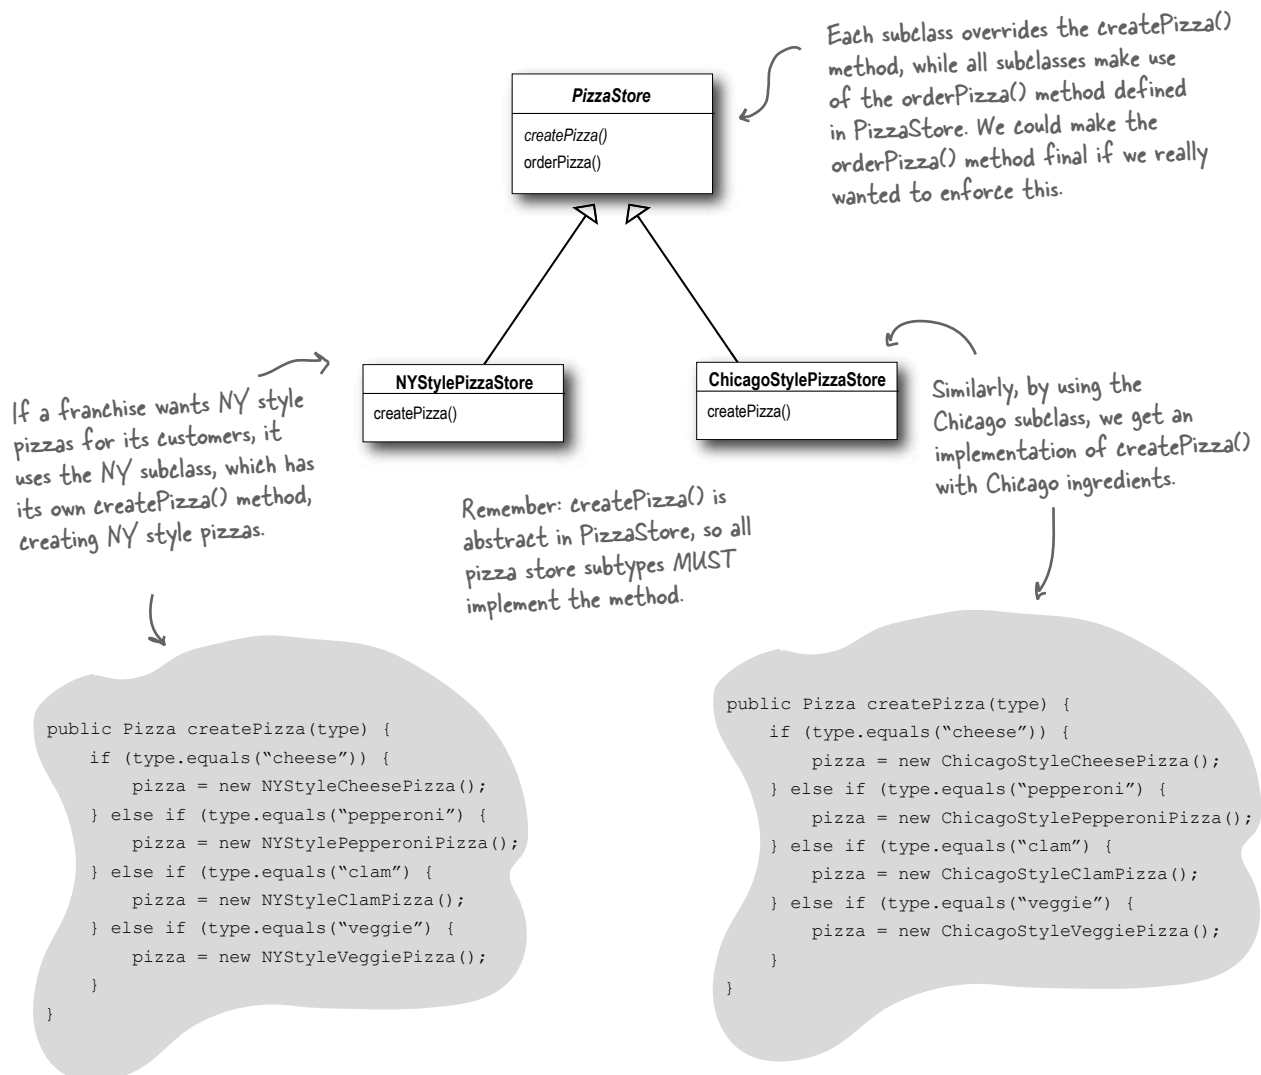 Each subclass overrides the createPizza()
method, while all subclasses make use
of the orderPizza() method defined
in PizzaStore. We could make the
orderPizza() method final if we really
wanted to enforce this.
PizzaStore
createPizza()
orderPizza()
NYStylePizzaStore
createPizza()
ChicagoStylePizzaStore
createPizza()
If a franchise wants NY style
pizzas for its customers, it
uses the NY subclass, which has
its own createPizza() method,
creating NY style pizzas.
Similarly, by using the
Chicago subclass, we get an
implementation of createPizza()
with Chicago ingredients.
Remember: createPizza() is
abstract in PizzaStore, so all
pizza store subtypes MUST
implement the method.
public Pizza createPizza(type) {
    if (type.equals(“cheese”)) {
        pizza = new NYStyleCheesePizza();
    } else if (type.equals(“pepperoni”) {
        pizza = new NYStylePepperoniPizza();
    } else if (type.equals(“clam”) {
        pizza = new NYStyleClamPizza();
    } else if (type.equals(“veggie”) {
        pizza = new NYStyleVeggiePizza();
    }
}
public Pizza createPizza(type) {
    if (type.equals(“cheese”)) {
        pizza = new ChicagoStyleCheesePizza();
    } else if (type.equals(“pepperoni”) {
        pizza = new ChicagoStylePepperoniPizza();
    } else if (type.equals(“clam”) {
        pizza = new ChicagoStyleClamPizza();
    } else if (type.equals(“veggie”) {
        pizza = new ChicagoStyleVeggiePizza();
    }
}